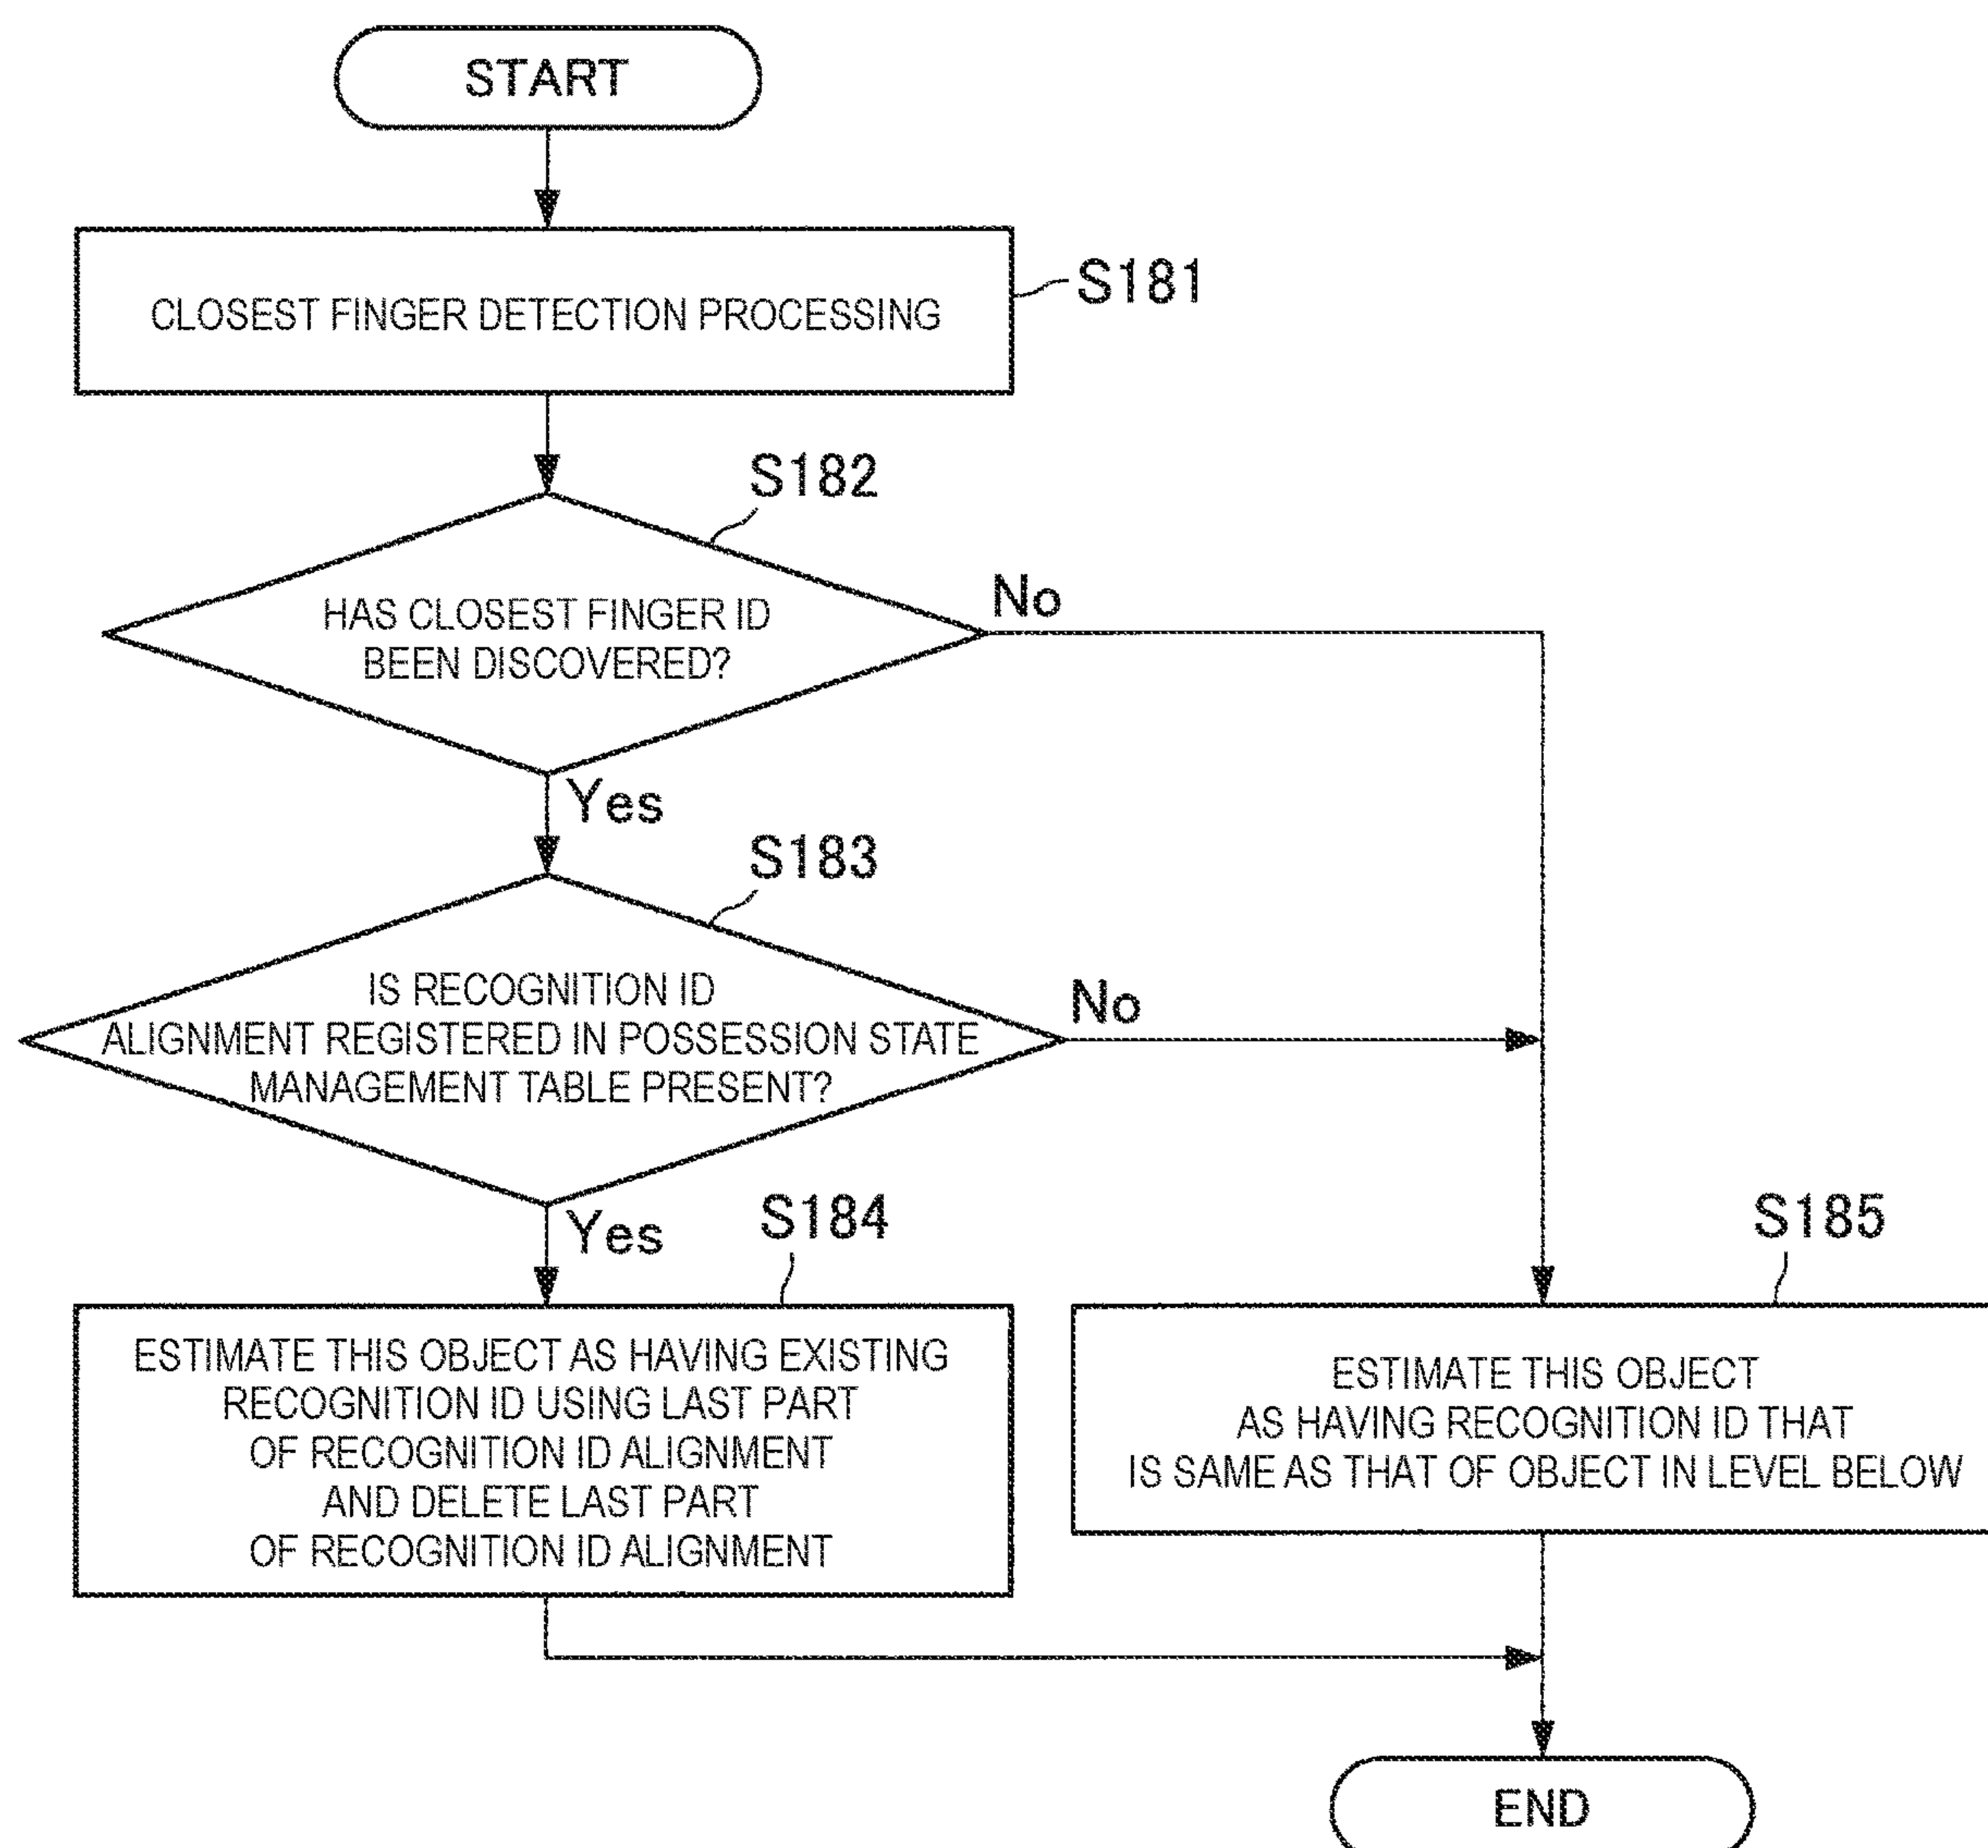 START
CLOSEST FINGER DETECTION PROCESSING
S181
S182
HAS CLOSEST FINGER ID
BEEN DISCOVERED?
No
Yes
S183
IS RECOGNITION ID
ALIGNMENT REGISTERED IN POSSESSION STATE
MANAGEMENT TABLE PRESENT?
No
Yes
S184
ESTIMATE THIS OBJECT AS HAVING EXISTING
RECOGNITION ID USING LAST PART
OF RECOGNITION ID ALIGNMENT
AND DELETE LAST PART
OF RECOGNITION ID ALIGNMENT
S185
ESTIMATE THIS OBJECT
AS HAVING RECOGNITION ID THAT
IS SAME AS THAT OF OBJECT IN LEVEL BELOW
END